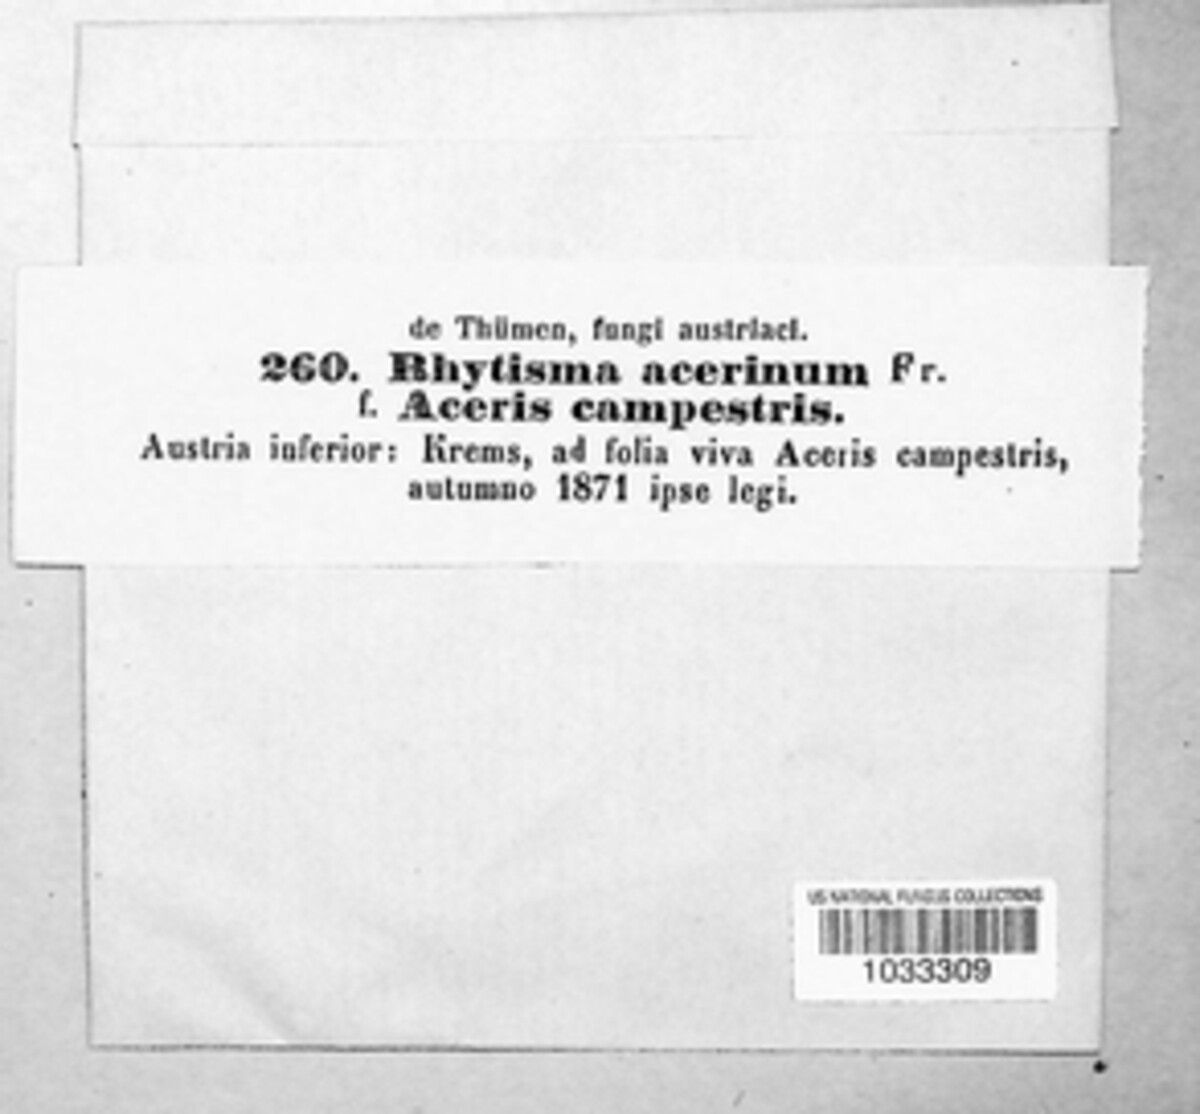 de Thümen, fungi austriaci.
260. Rhytisma acerinum Fr.
f. Aceris campestris.
Austria inferior: Krems, ad folia viva Aceris campestris,
autumno 1871 ipse legi.
US NATIONAL FUNGUS COLLECTIONS
1033309